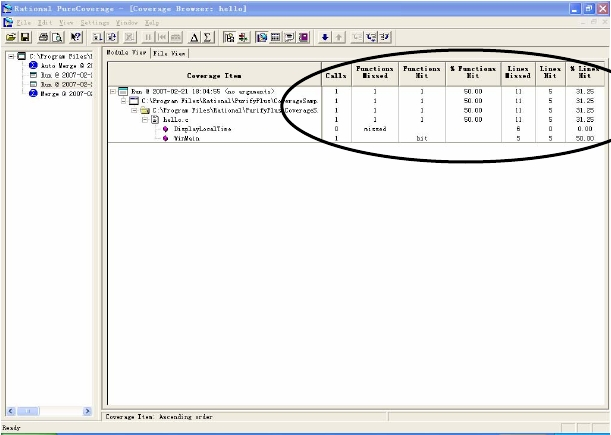 Rational PureCoverage - [Coverage Browser: hello]
File Edit View Settings Window Help
Module View File View
Coverage Item Calls Functions Missed Functions Hit % Functions Hit Lines Missed Lines Hit % Lines Hit
C:\Program Files\
Auto Merge @ 2
Run @ 2007-02-
Run @ 2007-02-
Merge @ 2007-0
Run @ 2007-02-21 18:04:55 (no arguments) 1 1 1 50.00 11 5 31.25
C:\Program Files\Rational\PurifyPlus\CoverageSamp 1 1 1 50.00 11 5 31.25
C:\Program Files\Rational\PurifyPlus\CoverageS 1 1 1 50.00 11 5 31.25
hello.c 1 1 1 50.00 11 5 31.25
DisplayLocalTime 0 missed 6 0 0.00
WinMain 1 hit 5 5 50.00
Coverage Item: Ascending order
Ready